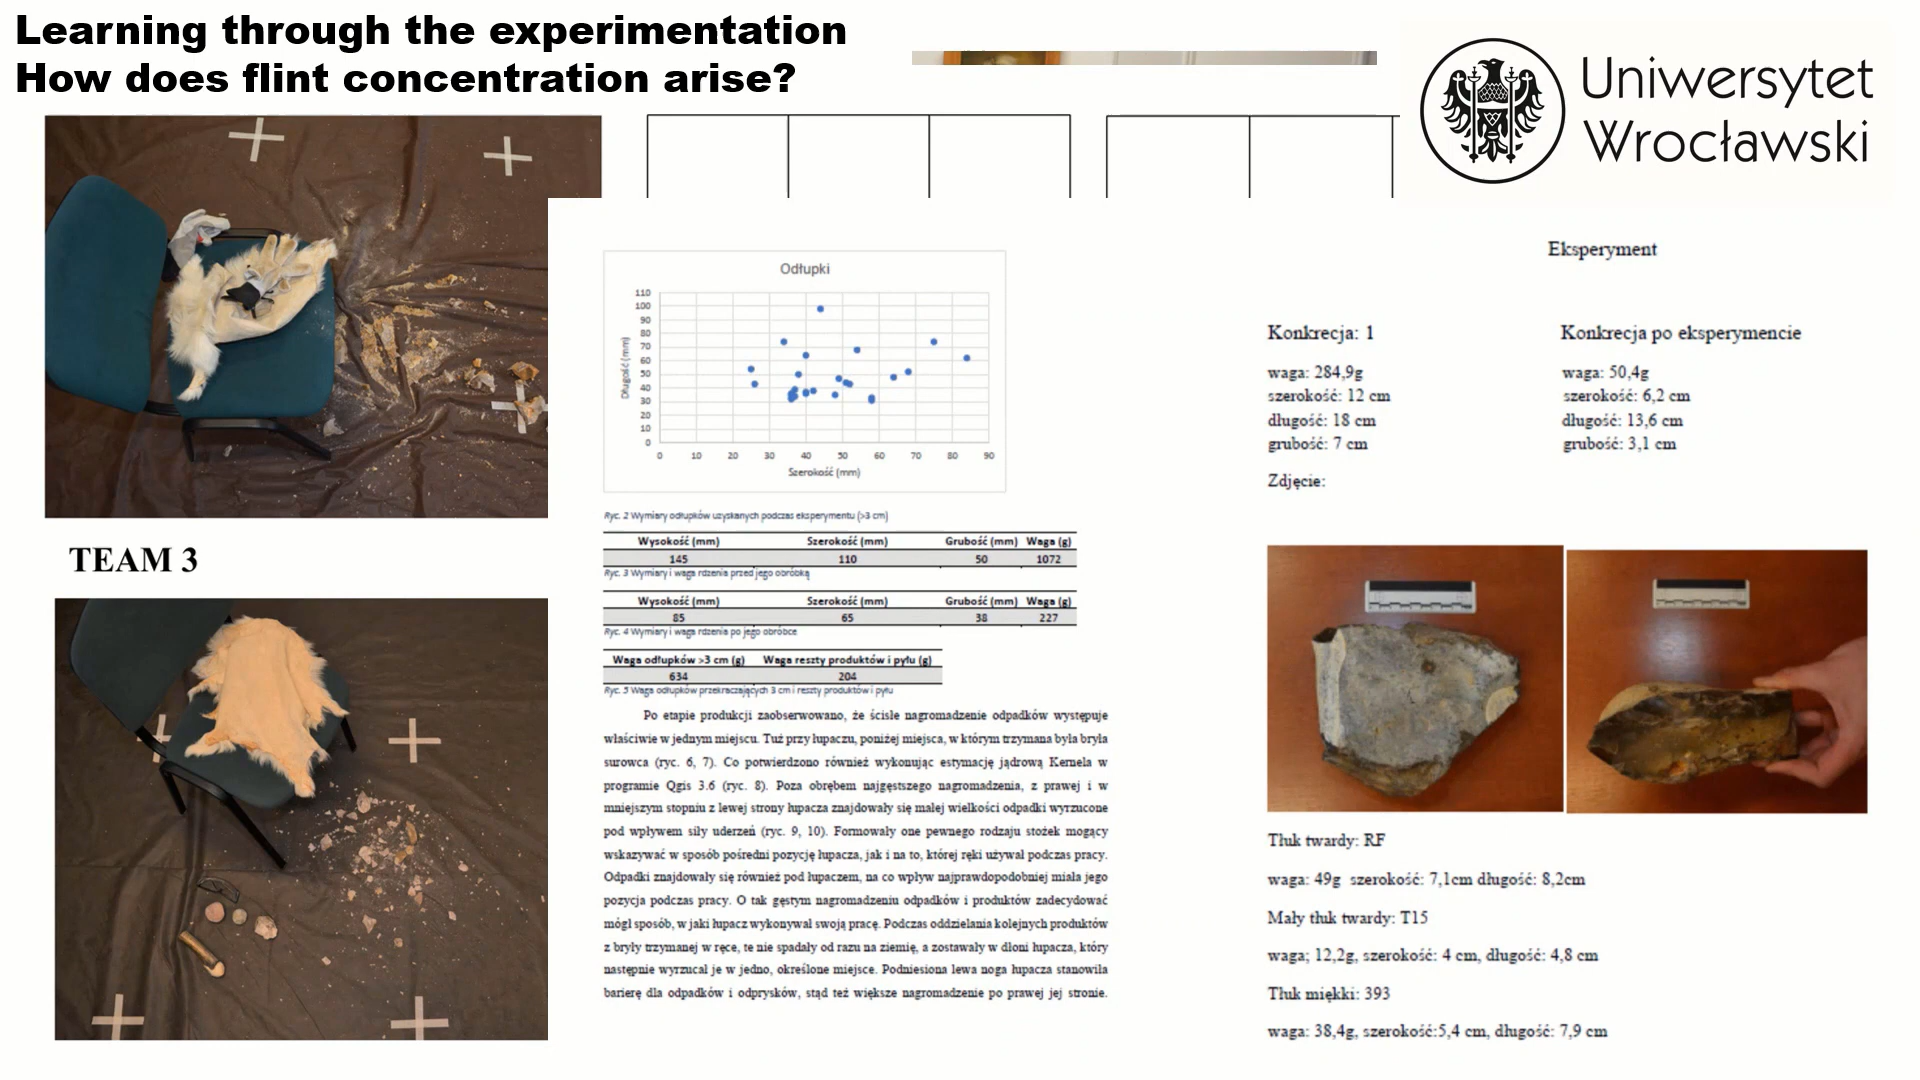 Learning through the experimentation
How does flint concentration arise?
Uniwersytet
Wrocławski
TEAM 3
Odłupki
Długość (mm)
110
100
90
80
70
60
50
40
30
20
10
0
0 10 20 30 40 50 60 70 80 90
Szerokość (mm)
Ryc. 2 Wymiary odłupków uzyskanych podczas eksperymentu (>3 cm)
Wysokość (mm) Szerokość (mm) Grubość (mm) Waga (g)
145 110 50 1072
Ryc. 3 Wymiary i waga rdzenia przed jego obróbką
Wysokość (mm) Szerokość (mm) Grubość (mm) Waga (g)
85 65 38 227
Ryc. 4 Wymiary i waga rdzenia po jego obróbce
Waga odłupków >3 cm (g) Waga reszty produktów i pyłu (g)
634 204
Ryc. 5 Waga odłupków przekraczających 3 cm i reszty produktów i pyłu
Po etapie produkcji zaobserwowano, że ścisłe nagromadzenie odpadków występuje
właściwie w jednym miejscu. Tuż przy łupaczu, poniżej miejsca, w którym trzymana była bryła
surowca (ryc. 6, 7). Co potwierdzono również wykonując estymację jądrową Kernela w
programie Qgis 3.6 (ryc. 8). Poza obrębem najgęstszego nagromadzenia, z prawej i w
mniejszym stopniu z lewej strony łupacza znajdowały się małej wielkości odpadki wyrzucone
pod wpływem siły uderzeń (ryc. 9, 10). Formowały one pewnego rodzaju stożek mogący
wskazywać w sposób pośredni pozycję łupacza, jak i na to, której ręki używał podczas pracy.
Odpadki znajdowały się również pod łupaczem, na co wpływ najprawdopodobniej miała jego
pozycja podczas pracy. O tak gęstym nagromadzeniu odpadków i produktów zadecydować
mógł sposób, w jaki łupacz wykonywał swoją pracę. Podczas oddzielania kolejnych produktów
z bryły trzymanej w ręce, te nie spadały od razu na ziemię, a zostawały w dłoni łupacza, który
następnie wyrzucał je w jedno, określone miejsce. Podniesiona lewa noga łupacza stanowiła
barierę dla odpadków i odprysków, stąd też większe nagromadzenie po prawej jej stronie.
Eksperyment
Konkrecja: 1
waga: 284,9g
szerokość: 12 cm
długość: 18 cm
grubość: 7 cm
Zdjęcie:
Konkrecja po eksperymencie
waga: 50,4g
szerokość: 6,2 cm
długość: 13,6 cm
grubość: 3,1 cm
Tłuk twardy: RF
waga: 49g szerokość: 7,1cm długość: 8,2cm
Mały tłuk twardy: T15
waga; 12,2g, szerokość: 4 cm, długość: 4,8 cm
Tłuk miękki: 393
waga: 38,4g, szerokość:5,4 cm, długość: 7,9 cm